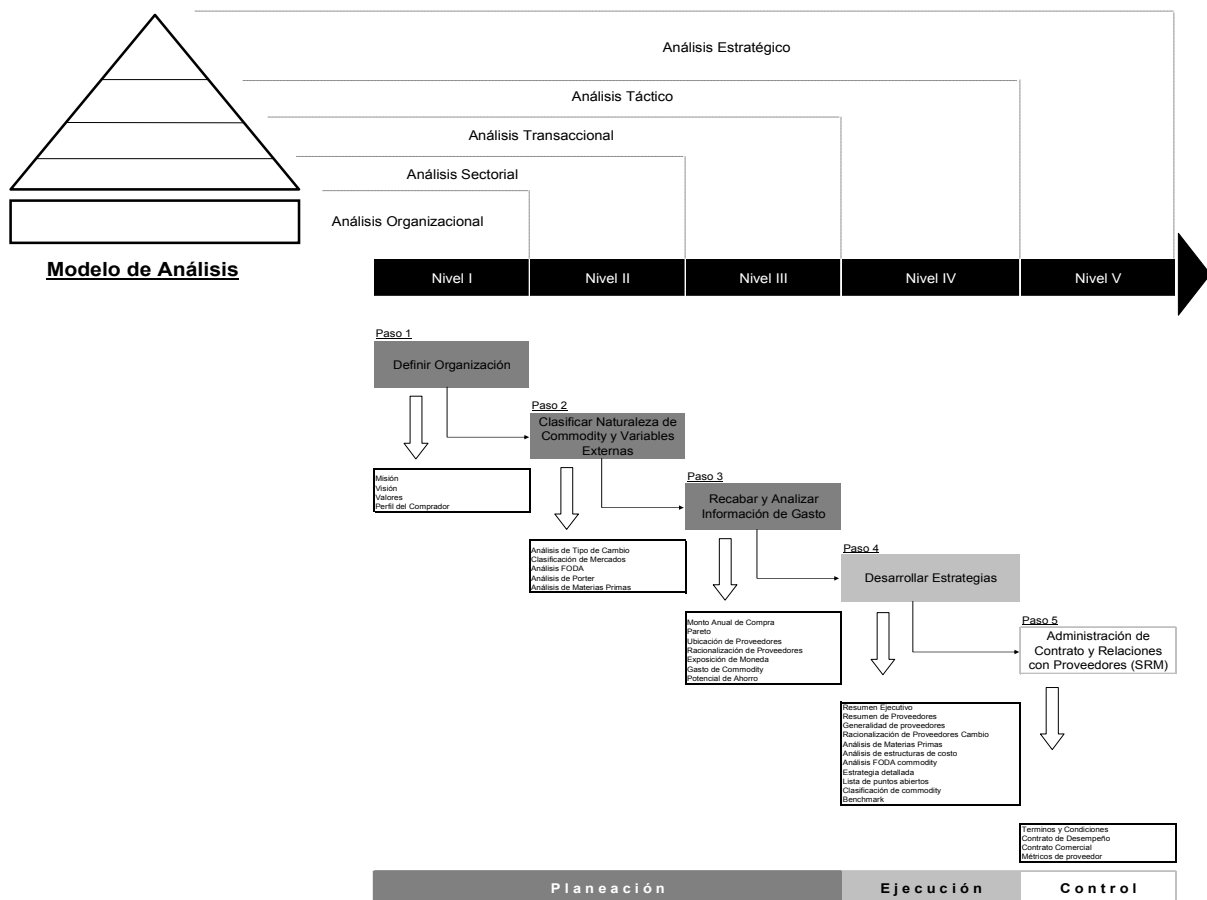 Análisis Estratégico
Análisis Táctico
Análisis Transaccional
Análisis Sectorial
Análisis Organizacional
Modelo de Análisis
Nivel I
Nivel II
Nivel III
Nivel IV
Nivel V
Paso 1
Definir Organización
Misión
Visión
Valores
Perfil del Comprador
Paso 2
Clasificar Naturaleza de
Commodity y Variables
Externas
Análisis de Tipo de Cambio
Clasificación de Mercados
Análisis FODA
Análisis de Porter
Análisis de Materias Primas
Paso 3
Recabar y Analizar
Información de Gasto
Monto Anual de Compra
Pareto
Ubicación de Proveedores
Racionalización de Proveedores
Exposición de Moneda
Gasto de Commodity
Potencial de Ahorro
Paso 4
Desarrollar Estrategias
Resumen Ejecutivo
Resumen de Proveedores
Generalidad de proveedores
Racionalización de Proveedores Cambio
Análisis de Materias Primas
Análisis de estructuras de costo
Análisis FODA commodity
Estrategia detallada
Lista de puntos abiertos
Clasificación de commodity
Benchmark
Paso 5
Administración de
Contrato y Relaciones
con Proveedores (SRM)
Terminos y Condiciones
Contrato de Desempeño
Contrato Comercial
Métricos de proveedor
Planeación
Ejecución
Control